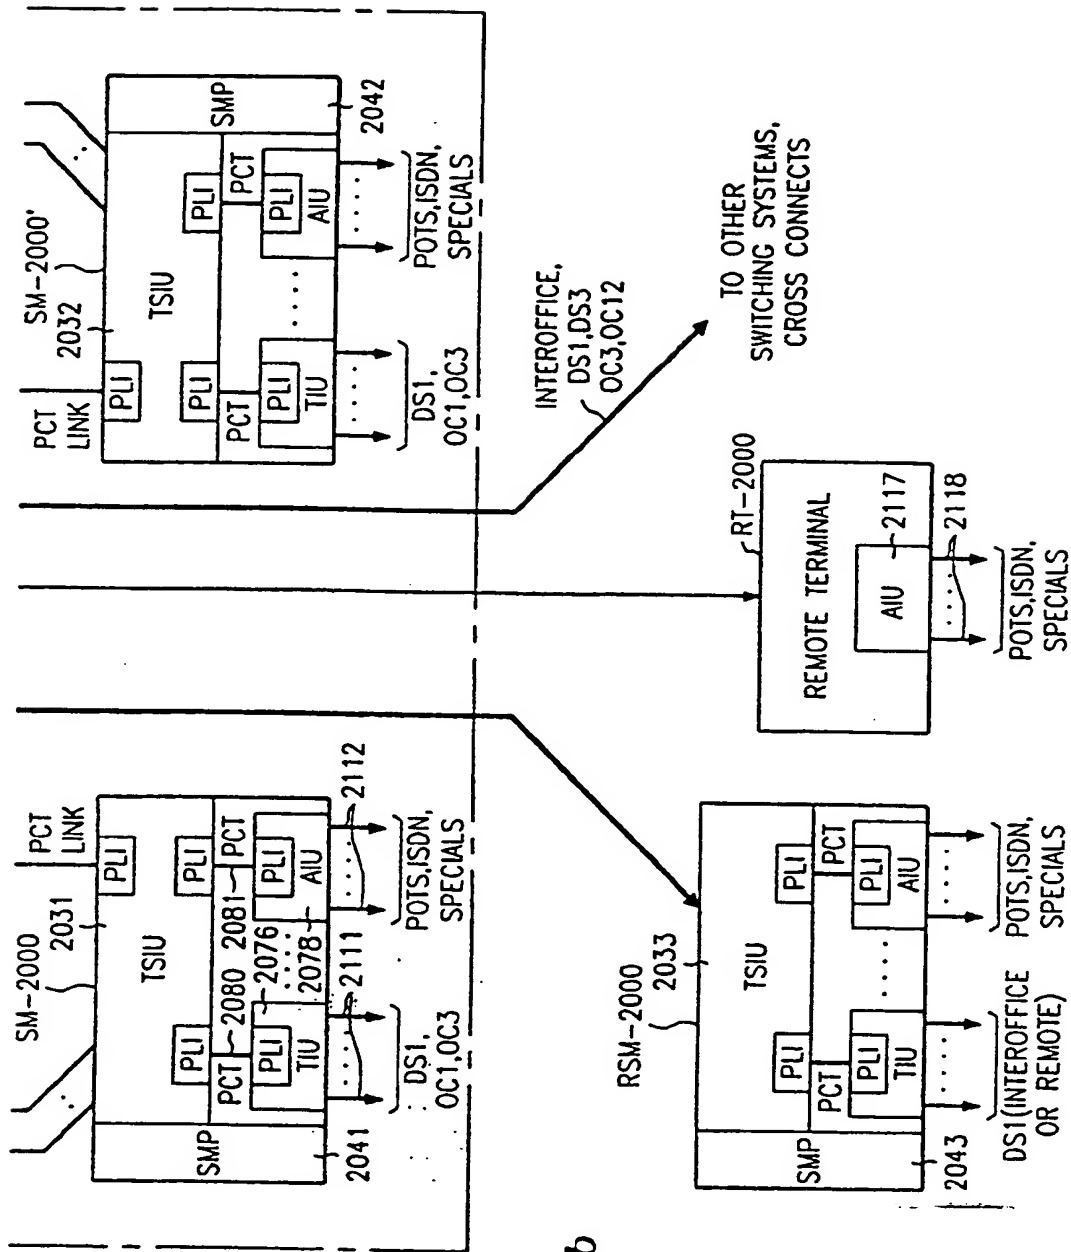 SM-2000
2031
PCT
LINK
PLI
TSIU
PLI
PLI
PCT
2080
2081
PCT
PLI
TIU
2076
2078
PLI
AIU
SMP
2041
2111
2112
DS1,
OC1,OC3
POTS,ISDN,
SPECIALS
PCT
LINK
2032
SM-2000'
PLI
TSIU
PLI
PLI
PCT
PCT
PLI
TIU
PLI
AIU
SMP
2042
DS1,
OC1,OC3
POTS,ISDN,
SPECIALS
INTEROFFICE,
DS1,DS3
OC3,OC12
TO OTHER
SWITCHING SYSTEMS,
CROSS CONNECTS
RSM-2000
2033
TSIU
PLI
PLI
PCT
PCT
PLI
TIU
PLI
AIU
SMP
2043
DS1(INTEROFFICE
OR REMOTE)
POTS,ISDN,
SPECIALS
RT-2000
REMOTE TERMINAL
AIU
2117
2118
POTS,ISDN,
SPECIALS
b